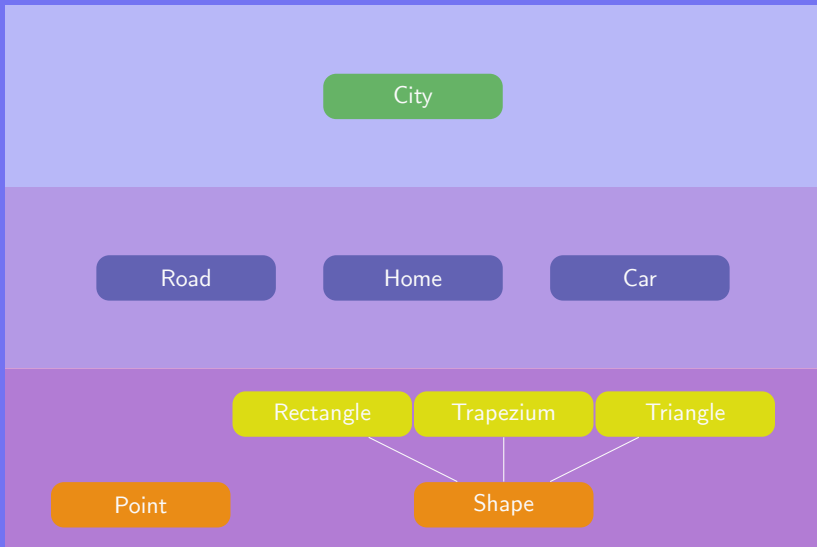 City
Road
Home
Car
Rectangle
Trapezium
Triangle
Point
Shape